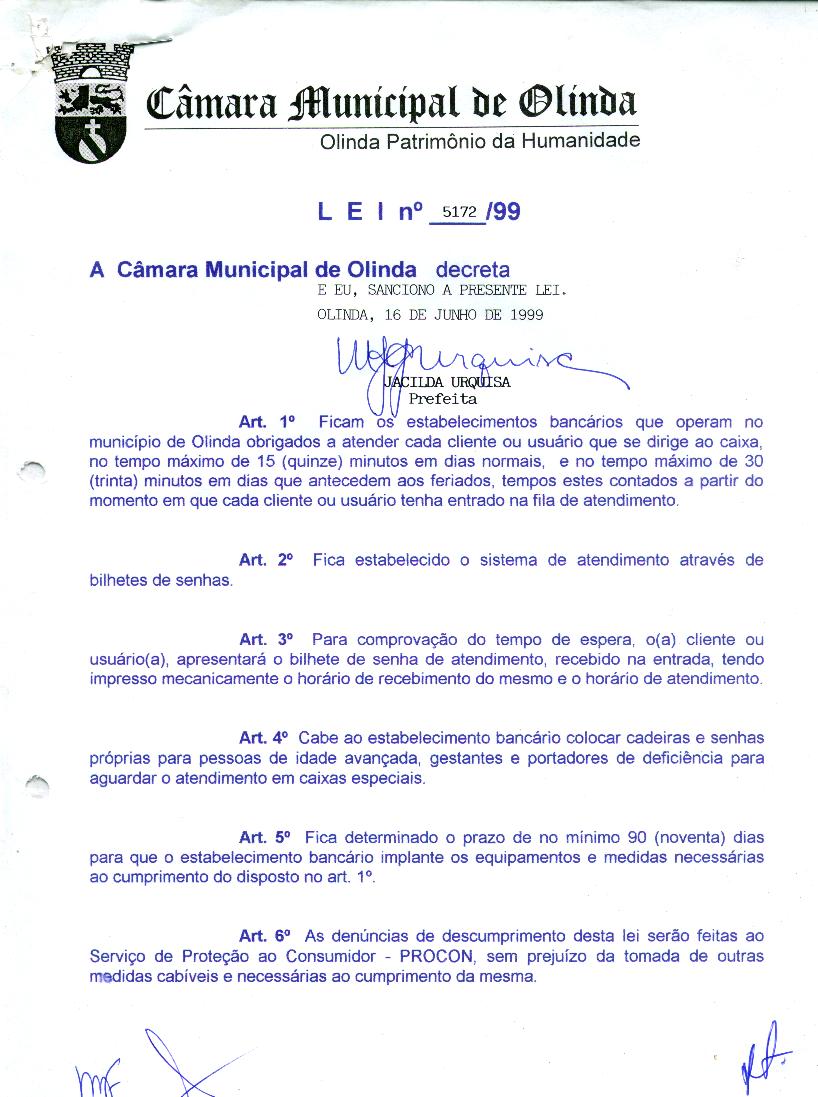 Câmara Municipal de Olinda
Olinda Patrimônio da Humanidade
L E I nº 5172 /99
A Câmara Municipal de Olinda decreta
E EU, SANCIONO A PRESENTE LEI.
OLINDA, 16 DE JUNHO DE 1999
JACILDA URQUISA
Prefeita
Art. 1º Ficam os estabelecimentos bancários que operam no
município de Olinda obrigados a atender cada cliente ou usuário que se dirige ao caixa,
no tempo máximo de 15 (quinze) minutos em dias normais, e no tempo máximo de 30
(trinta) minutos em dias que antecedem aos feriados, tempos estes contados a partir do
momento em que cada cliente ou usuário tenha entrado na fila de atendimento.
Art. 2º Fica estabelecido o sistema de atendimento através de
bilhetes de senhas.
Art. 3º Para comprovação do tempo de espera, o(a) cliente ou
usuário(a), apresentará o bilhete de senha de atendimento, recebido na entrada, tendo
impresso mecanicamente o horário de recebimento do mesmo e o horário de atendimento.
Art. 4º Cabe ao estabelecimento bancário colocar cadeiras e senhas
próprias para pessoas de idade avançada, gestantes e portadores de deficiência para
aguardar o atendimento em caixas especiais.
Art. 5º Fica determinado o prazo de no mínimo 90 (noventa) dias
para que o estabelecimento bancário implante os equipamentos e medidas necessárias
ao cumprimento do disposto no art. 1º.
Art. 6º As denúncias de descumprimento desta lei serão feitas ao
Serviço de Proteção ao Consumidor - PROCON, sem prejuízo da tomada de outras
medidas cabíveis e necessárias ao cumprimento da mesma.